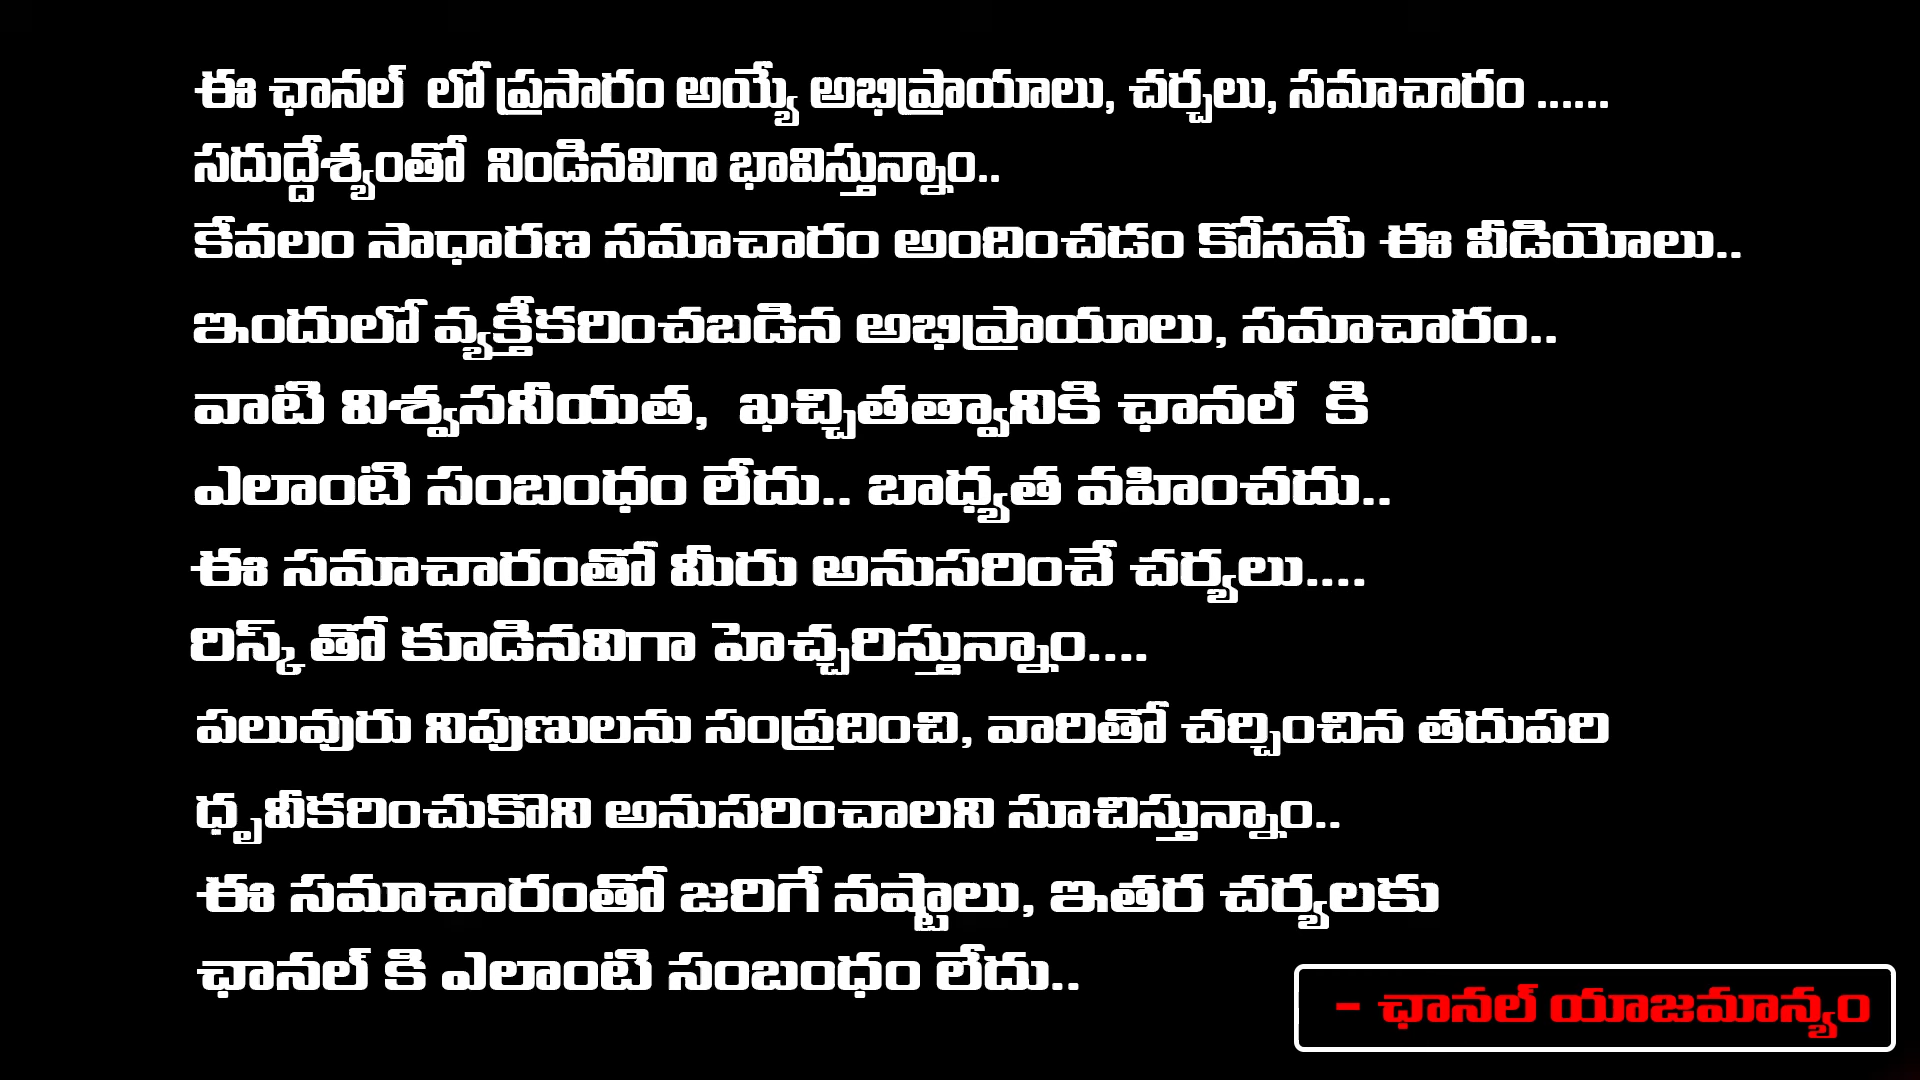 ఈ ఛానల్ లో ప్రసారం అయ్యే అభిప్రాయాలు, చర్చలు, సమాచారం ......
సదుద్దేశ్యంతో నిండినవిగా భావిస్తున్నాం..
కేవలం సాధారణ సమాచారం అందించడం కోసమే ఈ వీడియోలు..
ఇందులో వ్యక్తీకరించబడిన అభిప్రాయాలు, సమాచారం..
వాటి విశ్వసనీయత, ఖచ్చితత్వానికి ఛానల్ కి
ఎలాంటి సంబంధం లేదు.. బాధ్యత వహించదు..
ఈ సమాచారంతో మీరు అనుసరించే చర్యలు....
రిస్క్ తో కూడినవిగా హెచ్చరిస్తున్నాం....
పలువురు నిపుణులను సంప్రదించి, వారితో చర్చించిన తదుపరి
ధృవీకరించుకొని అనుసరించాలని సూచిస్తున్నాం..
ఈ సమాచారంతో జరిగే నష్టాలు, ఇతర చర్యలకు
ఛానల్ కి ఎలాంటి సంబంధం లేదు..
- ఛానల్ యాజమాన్యం